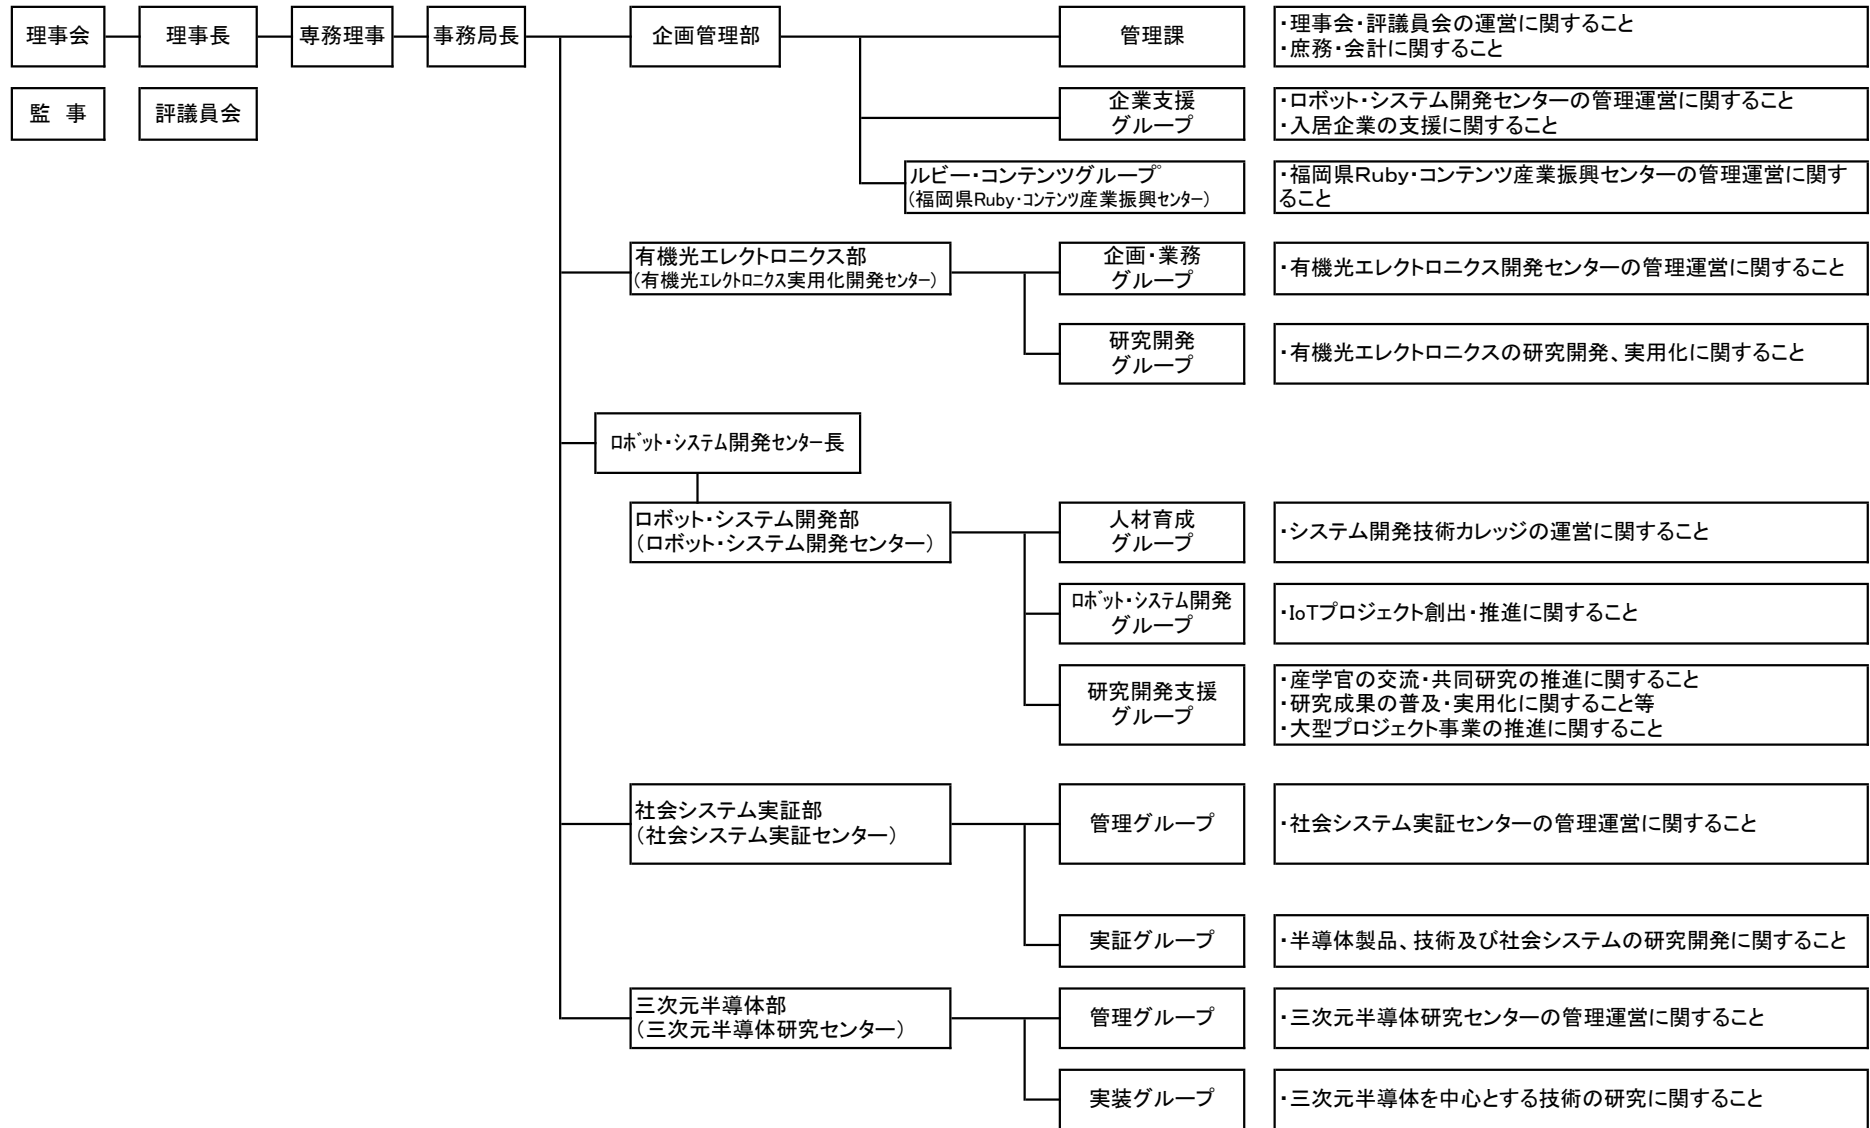 理事会
理事長
専務理事
事務局長
企画管理部
管理課
・理事会・評議員会の運営に関すること
・庶務・会計に関すること
監　事
評議員会
企業支援
グループ
・ロボット・システム開発センターの管理運営に関すること
・入居企業の支援に関すること
ルビー・コンテンツグループ
(福岡県Ruby・コンテンツ産業振興センター)
・福岡県Ruby・コンテンツ産業振興センターの管理運営に関す
ること
有機光エレクトロニクス部
(有機光エレクトロニクス実用化開発センター)
企画・業務
グループ
・有機光エレクトロニクス開発センターの管理運営に関すること
研究開発
グループ
・有機光エレクトロニクスの研究開発、実用化に関すること
ロボット・システム開発センター長
ロボット・システム開発部
（ロボット・システム開発センター）
人材育成
グループ
・システム開発技術カレッジの運営に関すること
ロボット・システム開発
グループ
・IoTプロジェクト創出・推進に関すること
研究開発支援
グループ
・産学官の交流・共同研究の推進に関すること
・研究成果の普及・実用化に関すること等
・大型プロジェクト事業の推進に関すること
社会システム実証部
（社会システム実証センター）
管理グループ
・社会システム実証センターの管理運営に関すること
実証グループ
・半導体製品、技術及び社会システムの研究開発に関すること
三次元半導体部
（三次元半導体研究センター）
管理グループ
・三次元半導体研究センターの管理運営に関すること
実装グループ
・三次元半導体を中心とする技術の研究に関すること